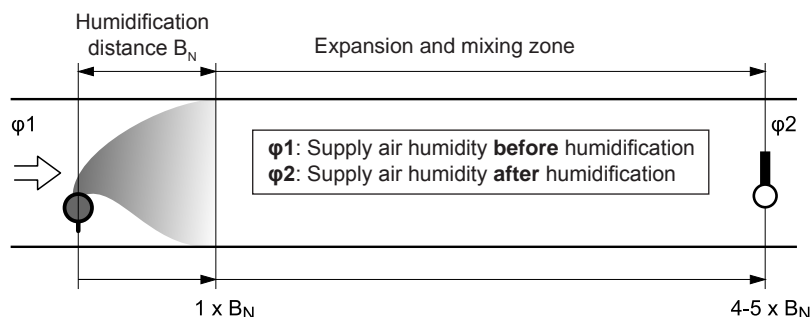 Humidification
distance B_N
Expansion and mixing zone
φ1
φ2
φ1: Supply air humidity before humidification
φ2: Supply air humidity after humidification
1 x B_N
4-5 x B_N